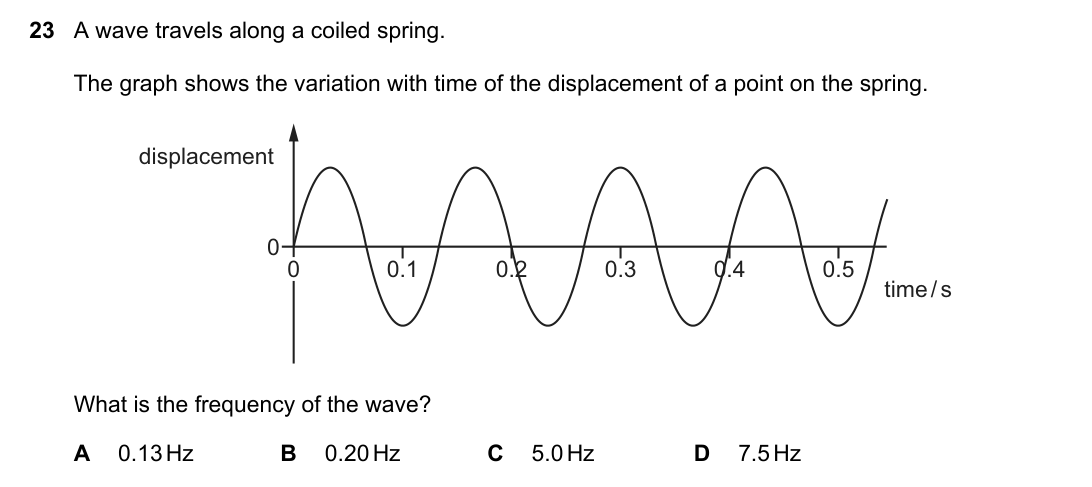 23 A wave travels along a coiled spring.
The graph shows the variation with time of the displacement of a point on the spring.
displacement
0
0 0.1 0.2 0.3 0.4 0.5
time / s
What is the frequency of the wave?
A 0.13 Hz B 0.20 Hz C 5.0 Hz D 7.5 Hz